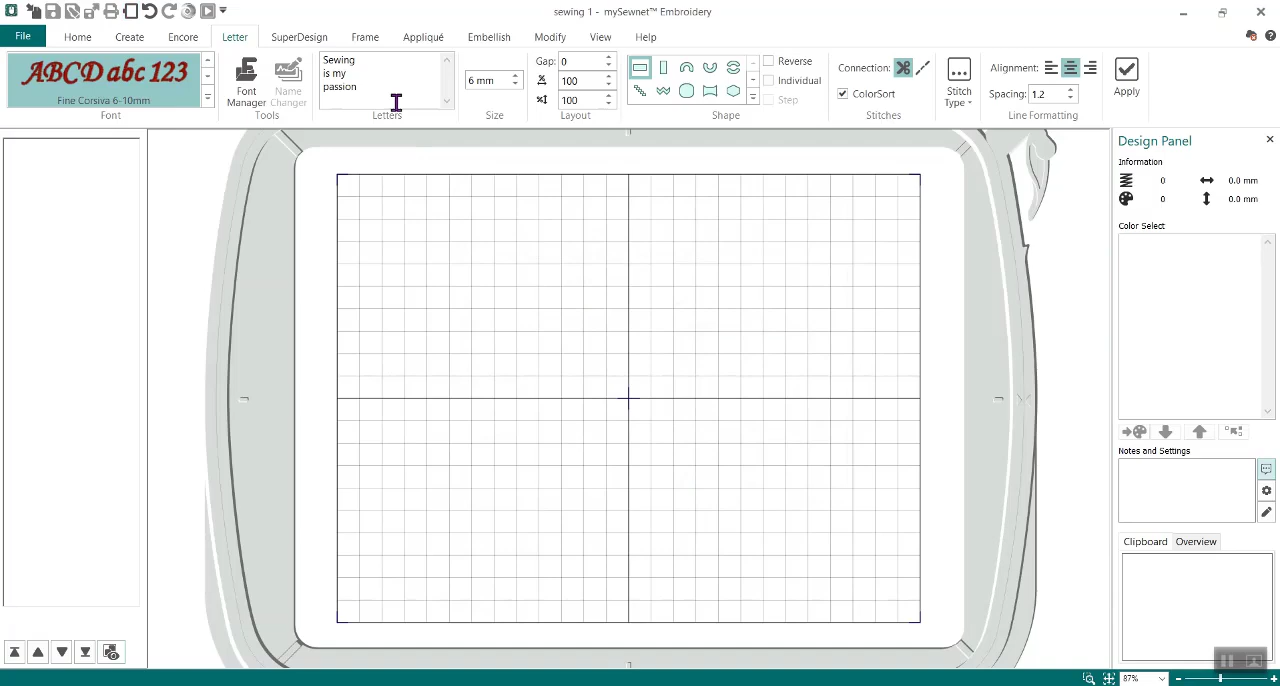 sewing 1 - mySewnet™ Embroidery
File Home Create Encore Letter SuperDesign Frame Appliqué Embellish Modify View Help
ABCD abc 123
Fine Corsiva 6-10mm
Font
Font Manager
Name Changer
Tools
Sewing
is my
passion
Letters
6 mm
Size
Gap: 0
100
100
Layout
Reverse
Individual
Step
Shape
Connection:
ColorSort
Stitches
Stitch Type
Alignment:
Spacing: 1.2
Line Formatting
Apply
Design Panel
Information
0 0.0 mm
0 0.0 mm
Color Select
Notes and Settings
Clipboard Overview
87%